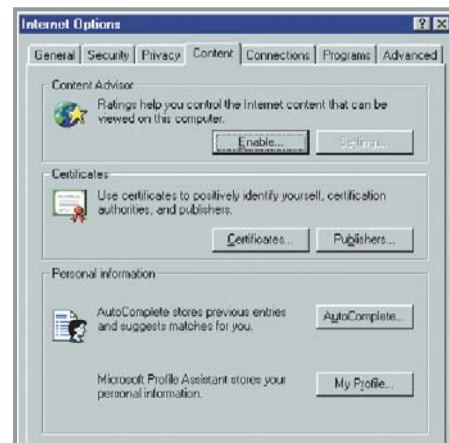 Internet Options
General Security Privacy Content Connections Programs Advanced
Content Advisor
Ratings help you control the Internet content that can be
viewed on this computer.
Enable... Settings...
Certificates
Use certificates to positively identify yourself, certification
authorities, and publishers.
Certificates... Publishers...
Personal information
AutoComplete stores previous entries
and suggests matches for you.
AutoComplete...
Microsoft Profile Assistant stores your
personal information.
My Profile...